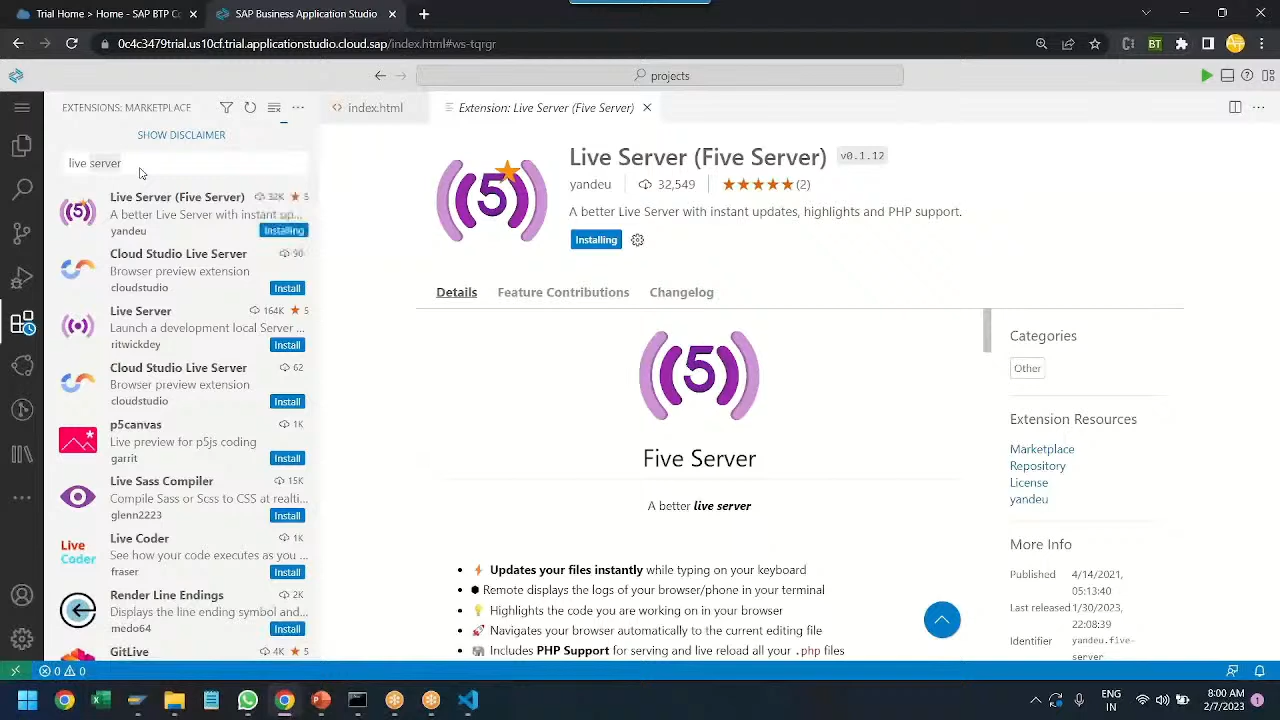 Trial Home > Home - SAP BTP Co
SAP Business Application Studio
0c4c3479trial.us10cf.trial.applicationstudio.cloud.sap/index.html#ws-tqrgr
BT
projects
EXTENSIONS: MARKETPLACE
index.html
Extension: Live Server (Five Server)
SHOW DISCLAIMER
live server
Live Server (Five Server) 32K 5
A better Live Server with instant up...
yandeu
Installing
Cloud Studio Live Server 90
Browser preview extension
cloudstudio
Install
Live Server 164K 5
Launch a development local Server ...
ritwickdey
Install
Cloud Studio Live Server 62
Browser preview extension
cloudstudio
Install
p5canvas 1K
Live preview for p5js coding
garrit
Install
Live Sass Compiler 15K
Compile Sass or Scss to CSS at realti...
glenn2223
Install
Live Coder
Live Coder 1K
See how your code executes as you ...
fraser
Install
Render Line Endings 2K
Displays the line ending symbol and...
medo64
Install
GitLive 4K 5
5
Live Server (Five Server) v0.1.12
yandeu 32,549 (2)
A better Live Server with instant updates, highlights and PHP support.
Installing
Details Feature Contributions Changelog
5
Five Server
A better live server
• ⚡ Updates your files instantly while typing on your keyboard
• Remote displays the logs of your browser/phone in your terminal
• 💡 Highlights the code you are working on in your browser
• 🚀 Navigates your browser automatically to the current editing file
• 🐘 Includes PHP Support for serving and live reload all your .php files
Categories
Other
Extension Resources
Marketplace
Repository
License
yandeu
More Info
Published 4/14/2021,
05:13:40
Last released 1/30/2023,
22:08:39
Identifier yandeu.five-
server
0 0
ENG
IN
8:00 AM
2/7/2023
1